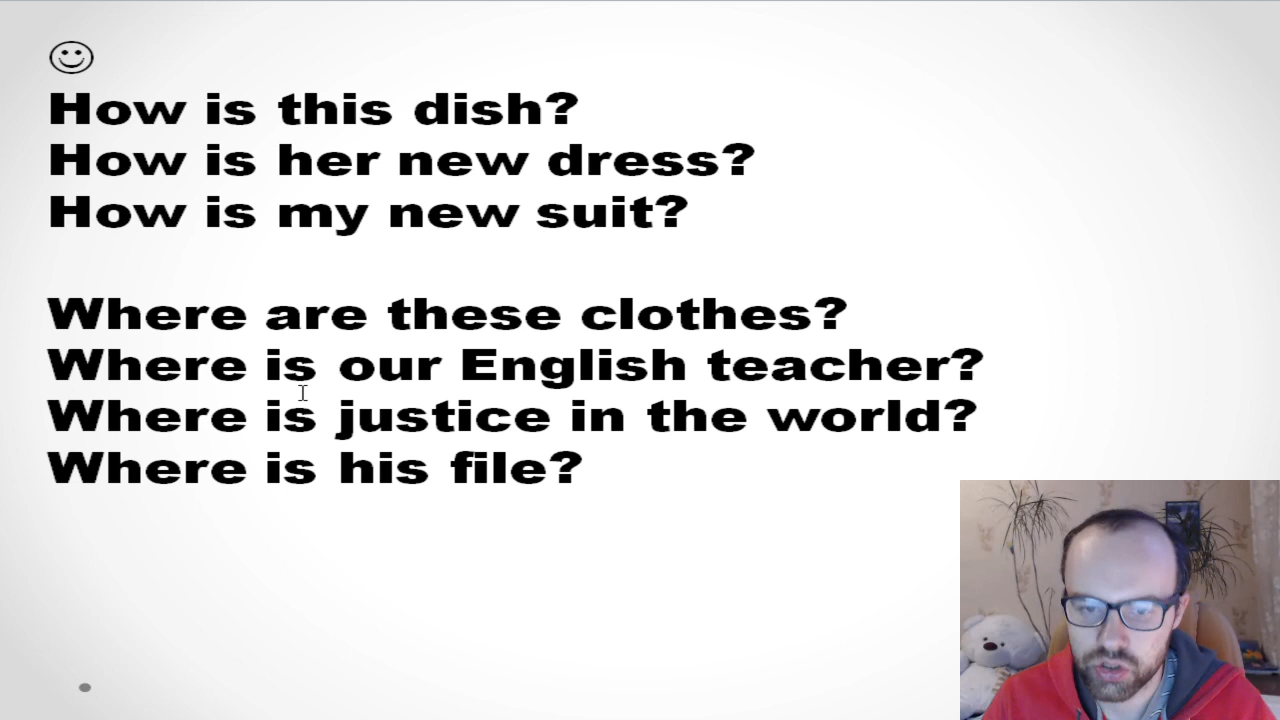 How is this dish?
How is her new dress?
How is my new suit?
Where are these clothes?
Where is our English teacher?
Where is justice in the world?
Where is his file?